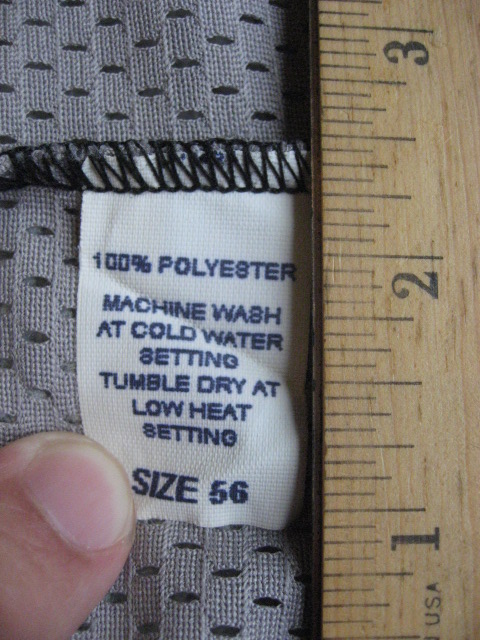 100% POLYESTER
MACHINE WASH
AT COLD WATER
SETTING
TUMBLE DRY AT
LOW HEAT
SETTING
SIZE 56
3
2
1
USA